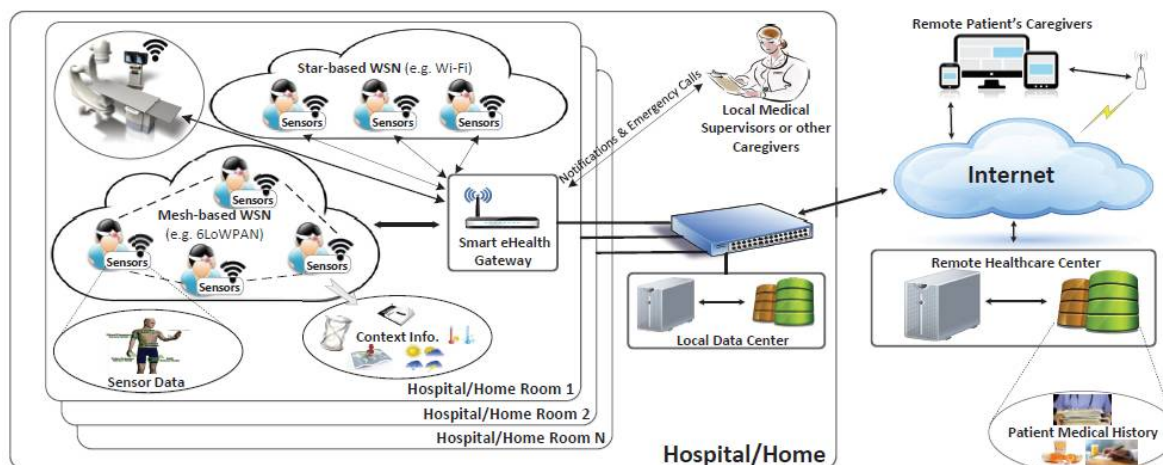 Star-based WSN (e.g. Wi-Fi)
Sensors
Sensors
Sensors
Sensors
Mesh-based WSN
(e.g. 6LoWPAN)
Sensors
Sensors
Sensors
Smart eHealth
Gateway
Notifications & Emergency Calls
Local Medical
Supervisors or other
Caregivers
Sensor Data
Context Info.
Hospital/Home Room 1
Hospital/Home Room 2
Hospital/Home Room N
Local Data Center
Hospital/Home
Remote Patient's Caregivers
Internet
Remote Healthcare Center
Patient Medical History